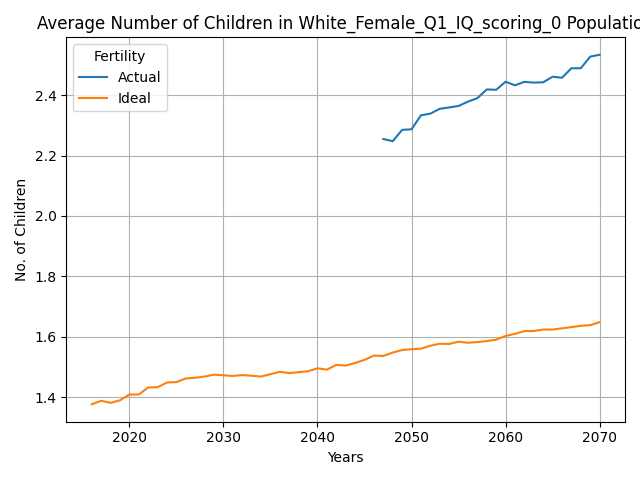 Average Number of Children in White_Female_Q1_IQ_scoring_0 Populatio
Fertility
Actual
Ideal
No. of Children
2.4
2.2
2.0
1.8
1.6
1.4
2020 2030 2040 2050 2060 2070
Years